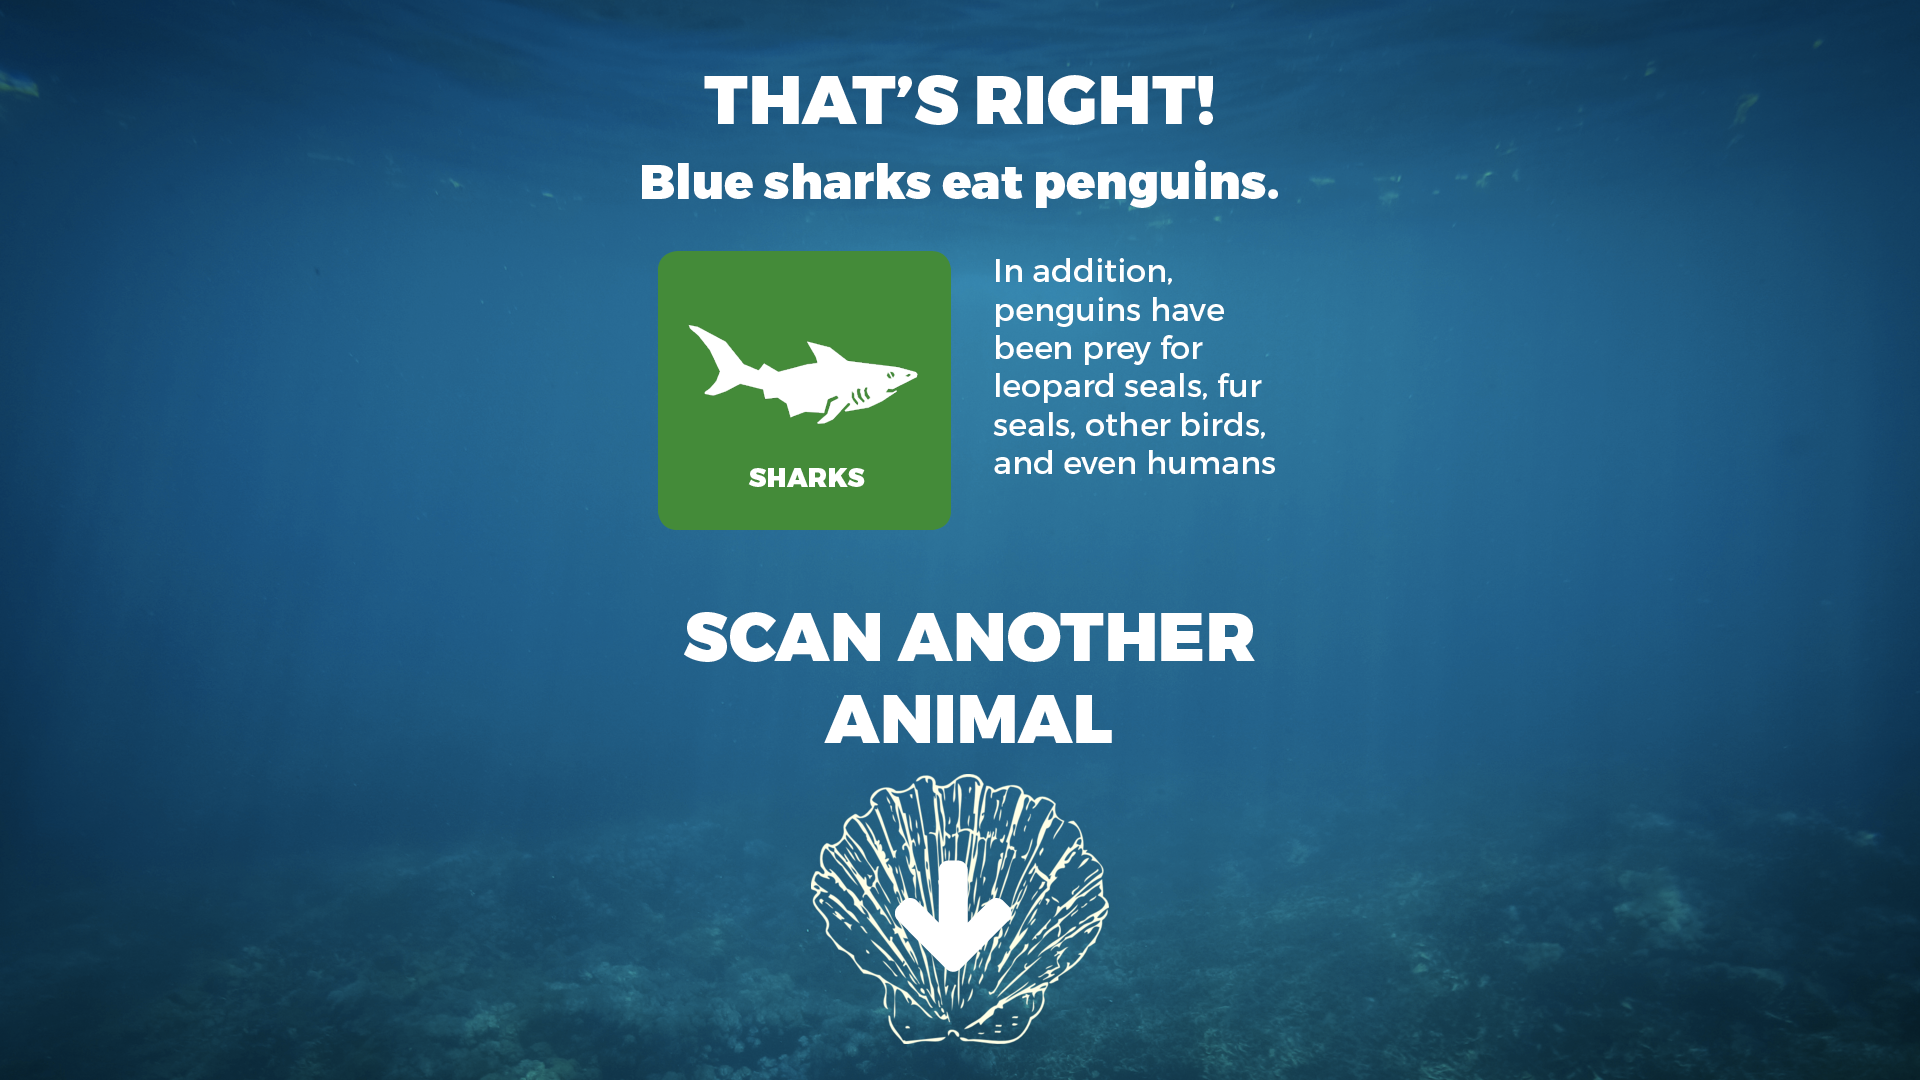 THAT’S RIGHT!
Blue sharks eat penguins.
SHARKS
In addition,
penguins have
been prey for
leopard seals, fur
seals, other birds,
and even humans
SCAN ANOTHER
ANIMAL